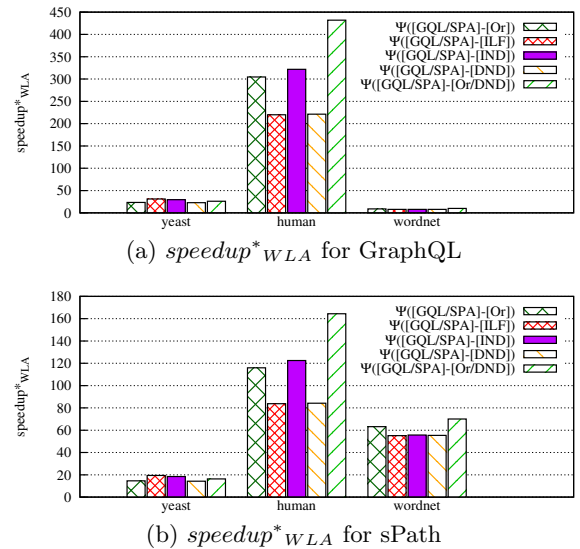 450
400
350
300
250
200
150
100
50
0
speedup*WLA
Ψ([GQL/SPA]-[Or])
Ψ([GQL/SPA]-[ILF])
Ψ([GQL/SPA]-[IND])
Ψ([GQL/SPA]-[DND])
Ψ([GQL/SPA]-[Or/DND])
yeast human wordnet
(a) speedup*WLA for GraphQL
180
160
140
120
100
80
60
40
20
0
speedup*WLA
Ψ([GQL/SPA]-[Or])
Ψ([GQL/SPA]-[ILF])
Ψ([GQL/SPA]-[IND])
Ψ([GQL/SPA]-[DND])
Ψ([GQL/SPA]-[Or/DND])
yeast human wordnet
(b) speedup*WLA for sPath